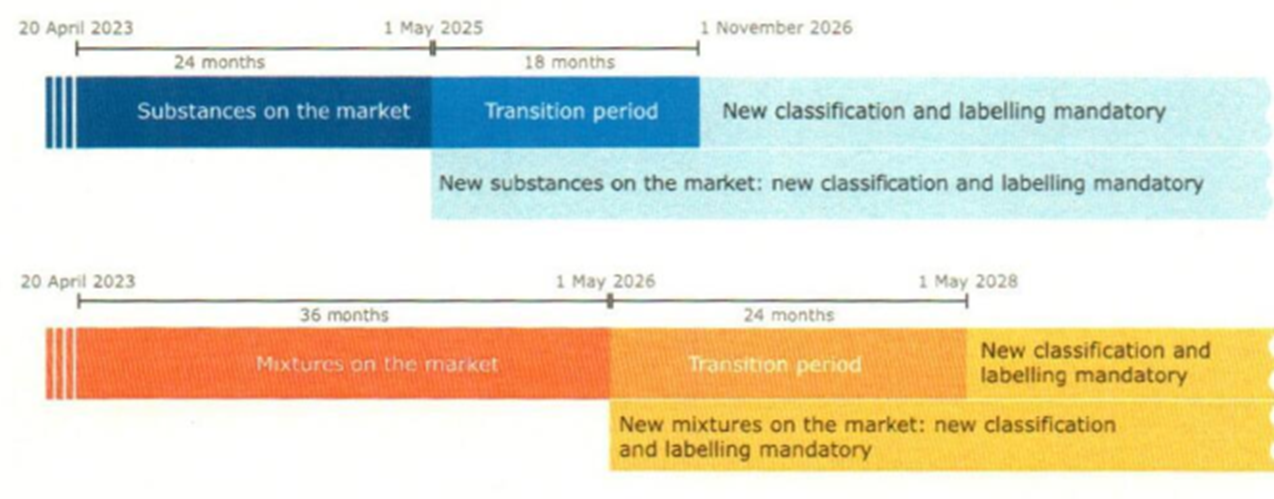 20 April 2023 1 May 2025 1 November 2026
24 months 18 months
Substances on the market Transition period New classification and labelling mandatory
New substances on the market: new classification and labelling mandatory
20 April 2023 1 May 2026 1 May 2028
36 months 24 months
Mixtures on the market Transition period
New classification and
labelling mandatory
New mixtures on the market: new classification
and labelling mandatory